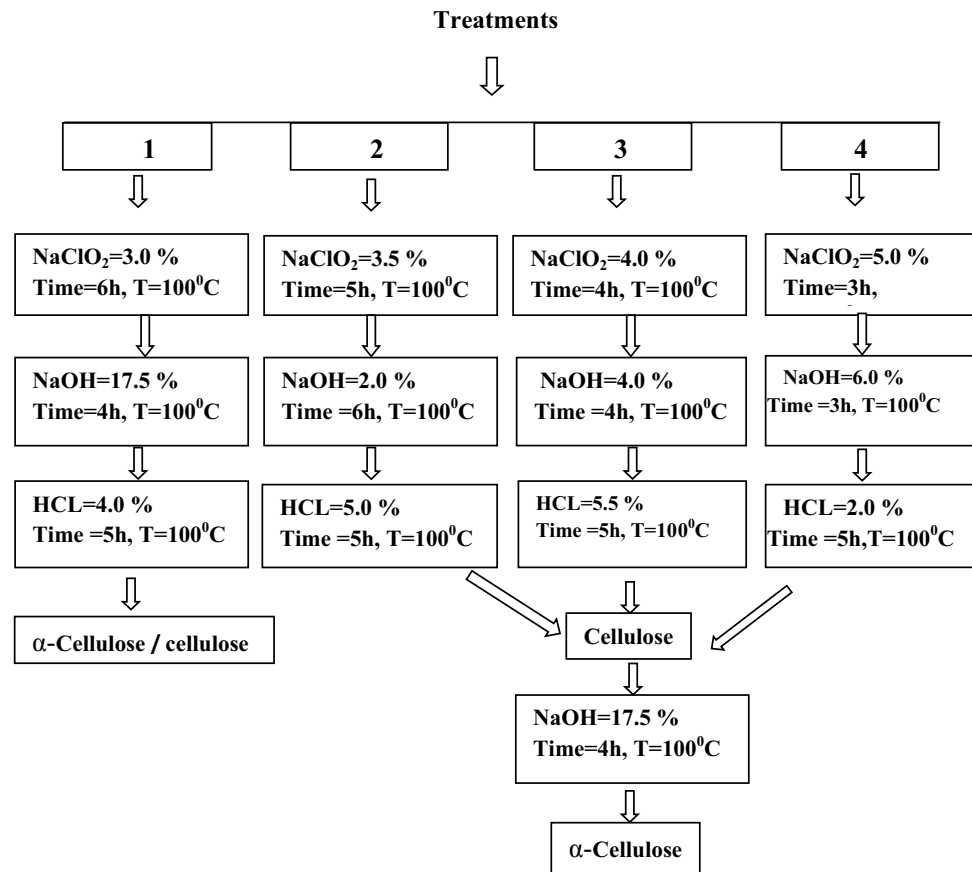 Treatments
1
2
3
4
NaClO₂=3.0 %
Time=6h, T=100⁰C
NaClO₂=3.5 %
Time=5h, T=100⁰C
NaClO₂=4.0 %
Time=4h, T=100⁰C
NaClO₂=5.0 %
Time=3h,
NaOH=17.5 %
Time=4h, T=100⁰C
NaOH=2.0 %
Time =6h, T=100⁰C
NaOH=4.0 %
Time =4h, T=100⁰C
NaOH=6.0 %
Time =3h, T=100⁰C
HCL=4.0 %
Time =5h, T=100⁰C
HCL=5.0 %
Time =5h, T=100⁰C
HCL=5.5 %
Time =5h, T=100⁰C
HCL=2.0 %
Time =5h,T=100⁰C
α-Cellulose / cellulose
Cellulose
NaOH=17.5 %
Time=4h, T=100⁰C
α-Cellulose